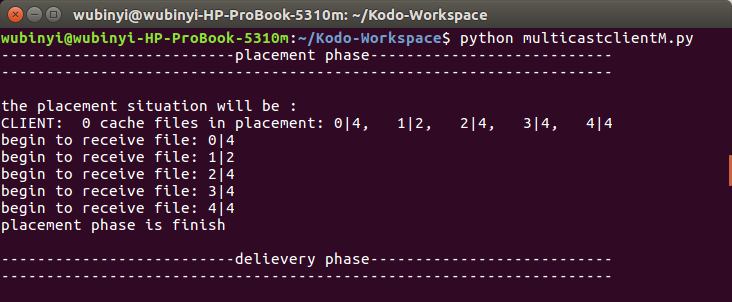 wubinyi@wubinyi-HP-ProBook-5310m: ~/Kodo-Workspace
wubinyi@wubinyi-HP-ProBook-5310m:~/Kodo-Workspace$ python multicastclientM.py
--------------------------placement phase---------------------------
--------------------------------------------------------------------
the placement situation will be :
CLIENT:  0 cache files in placement: 0|4,   1|2,   2|4,   3|4,   4|4
begin to receive file: 0|4
begin to receive file: 1|2
begin to receive file: 2|4
begin to receive file: 3|4
begin to receive file: 4|4
placement phase is finish
--------------------------delievery phase---------------------------
--------------------------------------------------------------------